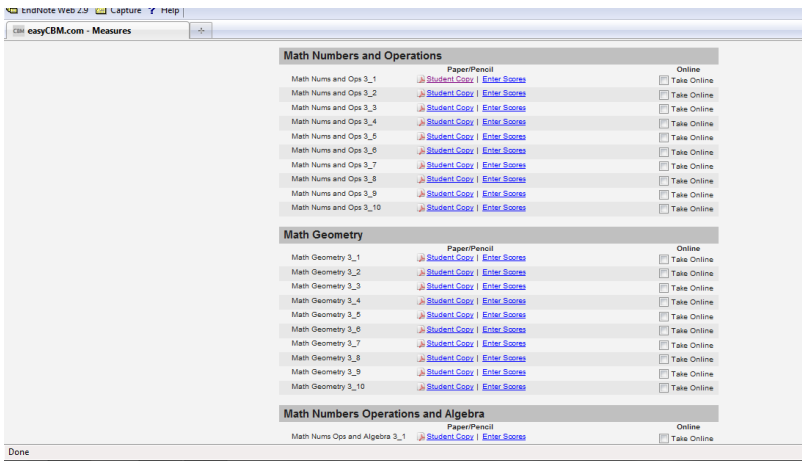 EndNote Web 2.9 Capture ? Help
CBM easyCBM.com - Measures
Math Numbers and Operations
Paper/Pencil Online
Math Nums and Ops 3_1 Student Copy | Enter Scores Take Online
Math Nums and Ops 3_2 Student Copy | Enter Scores Take Online
Math Nums and Ops 3_3 Student Copy | Enter Scores Take Online
Math Nums and Ops 3_4 Student Copy | Enter Scores Take Online
Math Nums and Ops 3_5 Student Copy | Enter Scores Take Online
Math Nums and Ops 3_6 Student Copy | Enter Scores Take Online
Math Nums and Ops 3_7 Student Copy | Enter Scores Take Online
Math Nums and Ops 3_8 Student Copy | Enter Scores Take Online
Math Nums and Ops 3_9 Student Copy | Enter Scores Take Online
Math Nums and Ops 3_10 Student Copy | Enter Scores Take Online
Math Geometry
Paper/Pencil Online
Math Geometry 3_1 Student Copy | Enter Scores Take Online
Math Geometry 3_2 Student Copy | Enter Scores Take Online
Math Geometry 3_3 Student Copy | Enter Scores Take Online
Math Geometry 3_4 Student Copy | Enter Scores Take Online
Math Geometry 3_5 Student Copy | Enter Scores Take Online
Math Geometry 3_6 Student Copy | Enter Scores Take Online
Math Geometry 3_7 Student Copy | Enter Scores Take Online
Math Geometry 3_8 Student Copy | Enter Scores Take Online
Math Geometry 3_9 Student Copy | Enter Scores Take Online
Math Geometry 3_10 Student Copy | Enter Scores Take Online
Math Numbers Operations and Algebra
Paper/Pencil Online
Math Nums Ops and Algebra 3_1 Student Copy | Enter Scores Take Online
Done